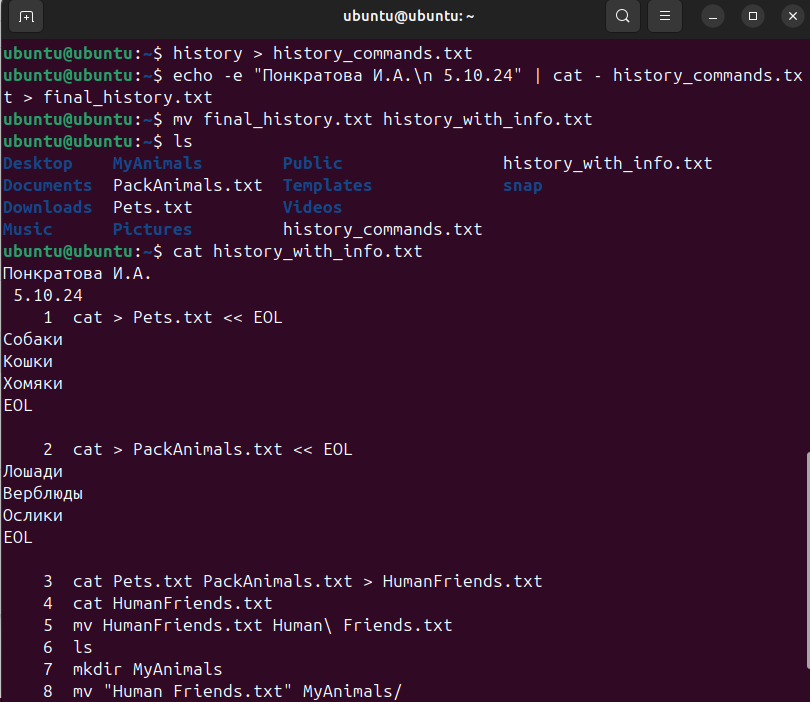 ubuntu@ubuntu: ~
ubuntu@ubuntu:~$ history > history_commands.txt
ubuntu@ubuntu:~$ echo -e "Понкратова И.А.\n 5.10.24" | cat - history_commands.tx
t > final_history.txt
ubuntu@ubuntu:~$ mv final_history.txt history_with_info.txt
ubuntu@ubuntu:~$ ls
Desktop    MyAnimals        Public               history_with_info.txt
Documents  PackAnimals.txt  Templates            snap
Downloads  Pets.txt         Videos
Music      Pictures         history_commands.txt
ubuntu@ubuntu:~$ cat history_with_info.txt
Понкратова И.А.
 5.10.24
    1  cat > Pets.txt << EOL
Собаки
Кошки
Хомяки
EOL

    2  cat > PackAnimals.txt << EOL
Лошади
Верблюды
Ослики
EOL

    3  cat Pets.txt PackAnimals.txt > HumanFriends.txt
    4  cat HumanFriends.txt
    5  mv HumanFriends.txt Human\ Friends.txt
    6  ls
    7  mkdir MyAnimals
    8  mv "Human Friends.txt" MyAnimals/